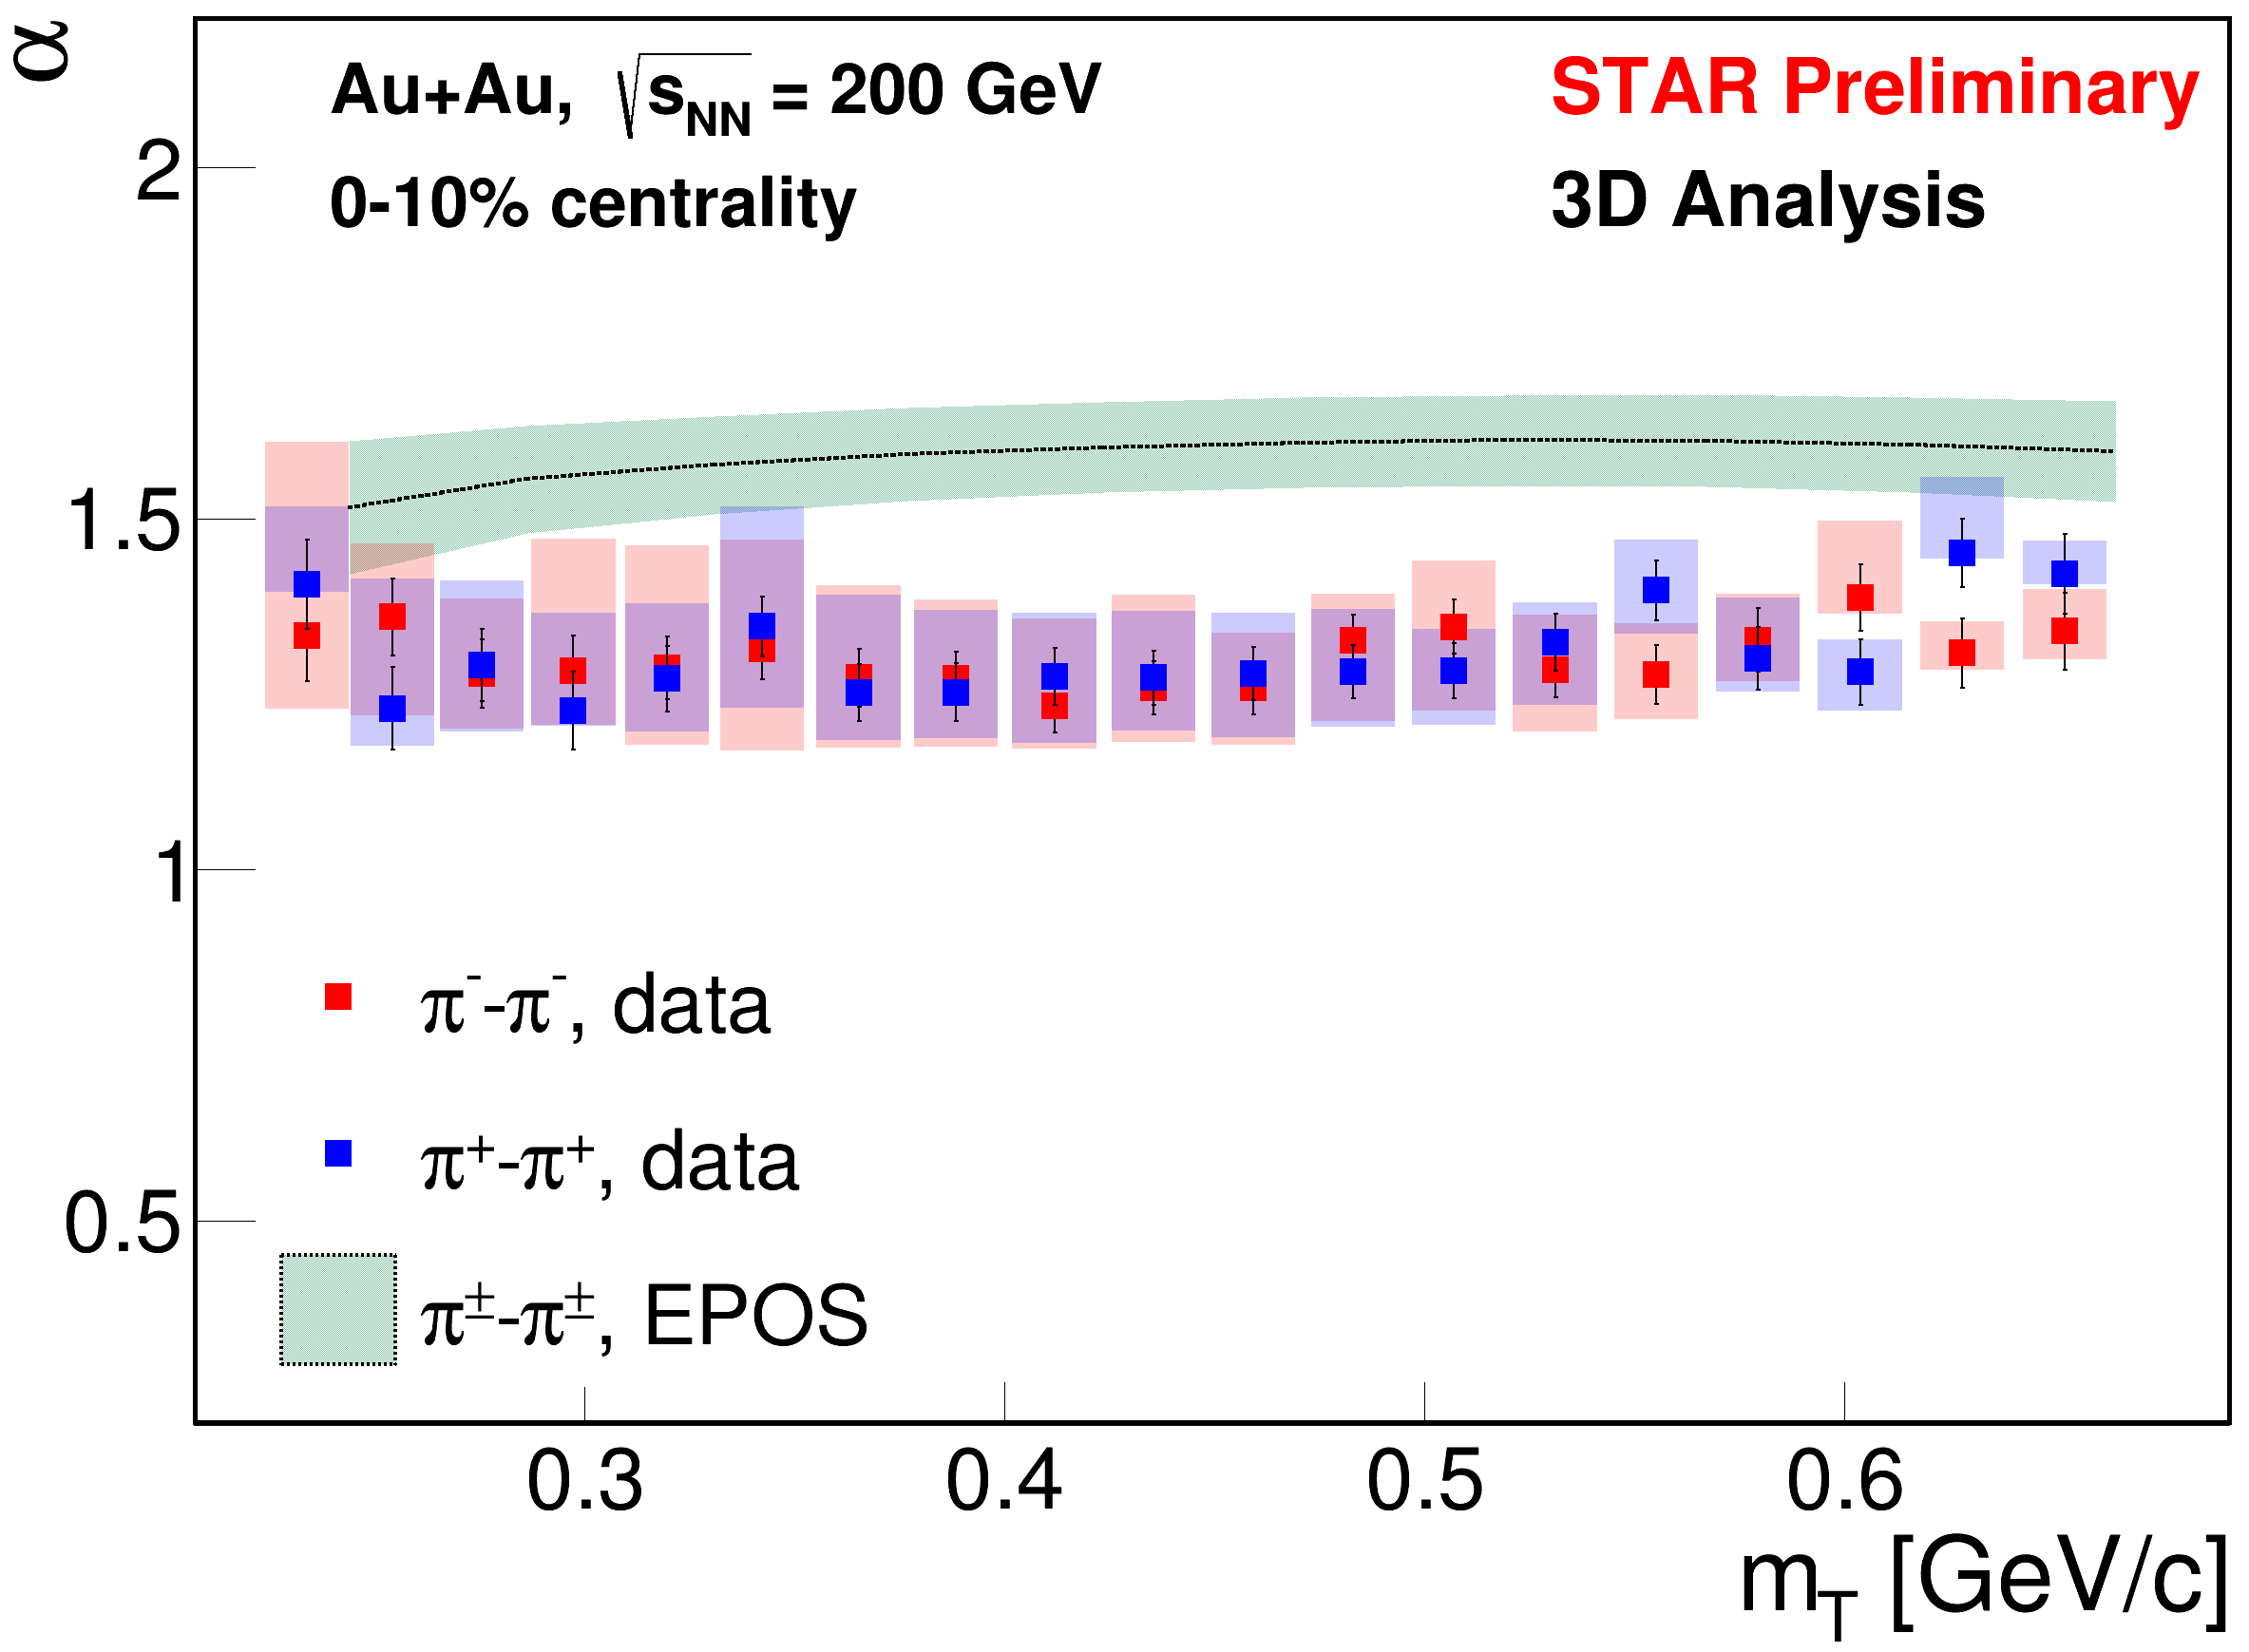 α
Au+Au, √sNN = 200 GeV
STAR Preliminary
0-10% centrality
3D Analysis
2
1.5
1
0.5
π⁻-π⁻, data
π⁺-π⁺, data
π±-π±, EPOS
0.3 0.4 0.5 0.6
mT [GeV/c]